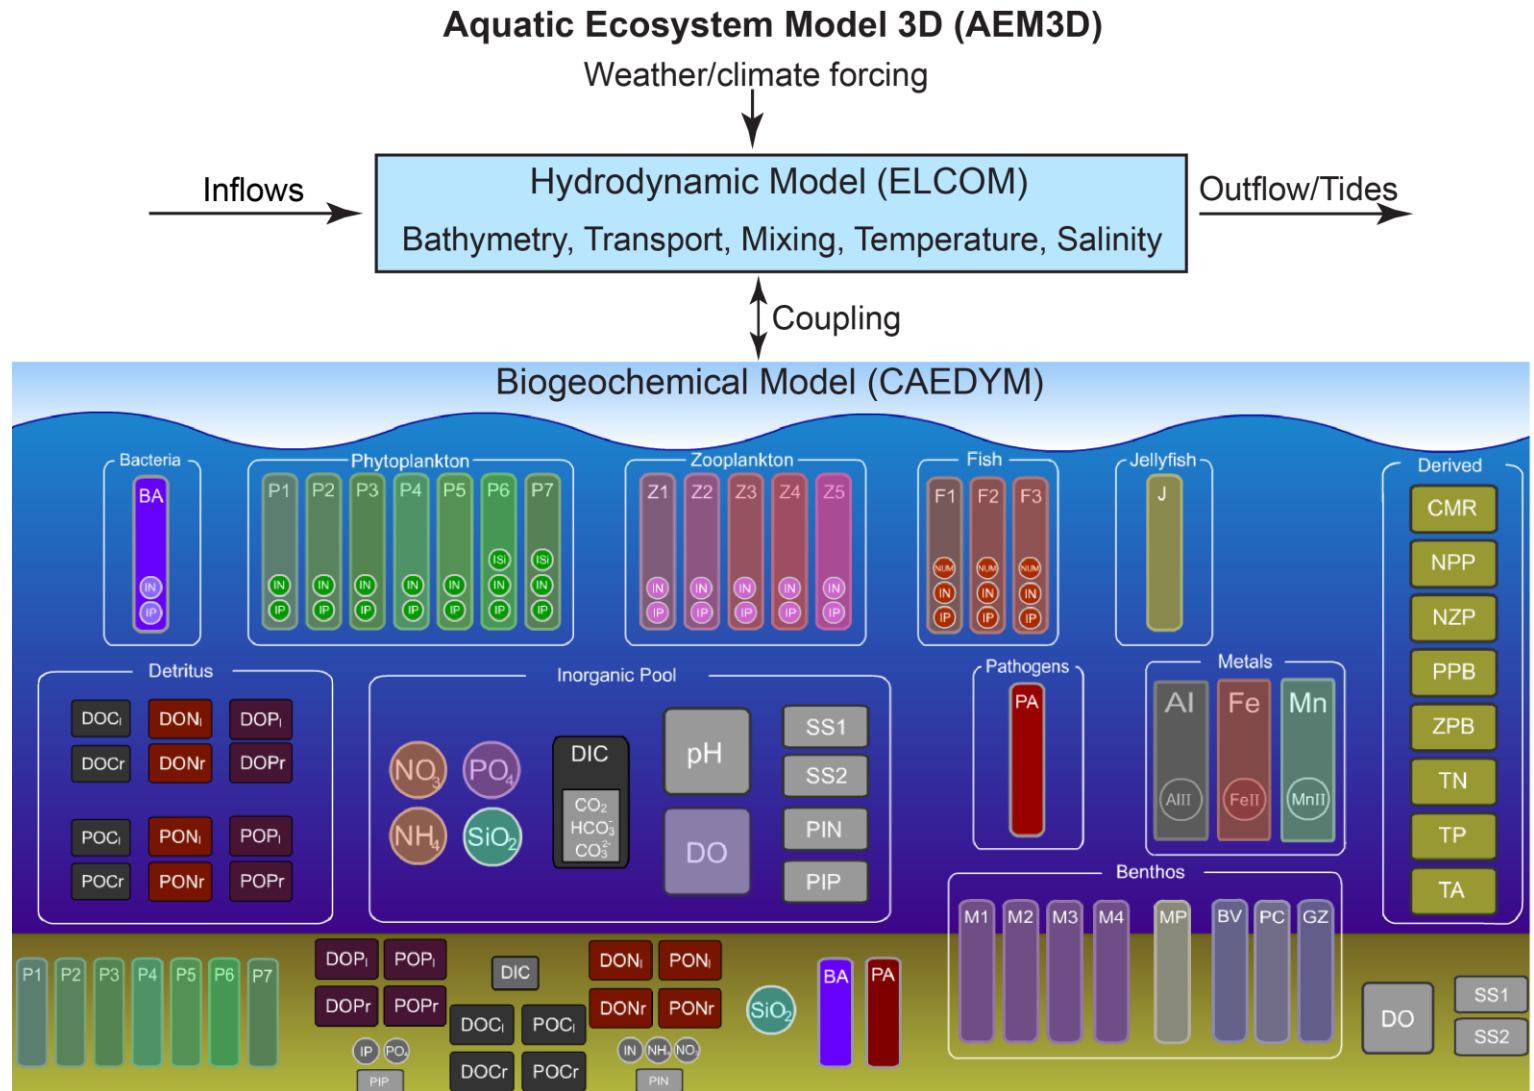 Aquatic Ecosystem Model 3D (AEM3D)
Weather/climate forcing
Inflows
Hydrodynamic Model (ELCOM)
Bathymetry, Transport, Mixing, Temperature, Salinity
Outflow/Tides
Coupling
Biogeochemical Model (CAEDYM)
Bacteria
BA
IN
IP
Phytoplankton
P1 P2 P3 P4 P5 P6 P7
ISi ISi
IN IN IN IN IN IN IN
IP IP IP IP IP IP IP
Zooplankton
Z1 Z2 Z3 Z4 Z5
IN IN IN IN IN
IP IP IP IP IP
Fish
F1 F2 F3
NUM NUM NUM
IN IN IN
IP IP IP
Jellyfish
J
Derived
CMR
NPP
NZP
PPB
ZPB
TN
TP
TA
Detritus
DOCl DONl DOPl
DOCr DONr DOPr
POCl PONl POPl
POCr PONr POPr
Inorganic Pool
NO3 PO4
NH4 SiO2
DIC
CO2
HCO3-
CO32-
pH
DO
SS1
SS2
PIN
PIP
Pathogens
PA
Metals
Al Fe Mn
AlII FeII MnII
Benthos
M1 M2 M3 M4 MP BV PC GZ
P1 P2 P3 P4 P5 P6 P7
DOPl POPl
DOPr POPr
IP PO4
PIP
DIC
DOCl POCl
DOCr POCr
DONl PONl
DONr PONr
IN NH4 NO3
PIN
SiO2
BA
PA
DO
SS1
SS2